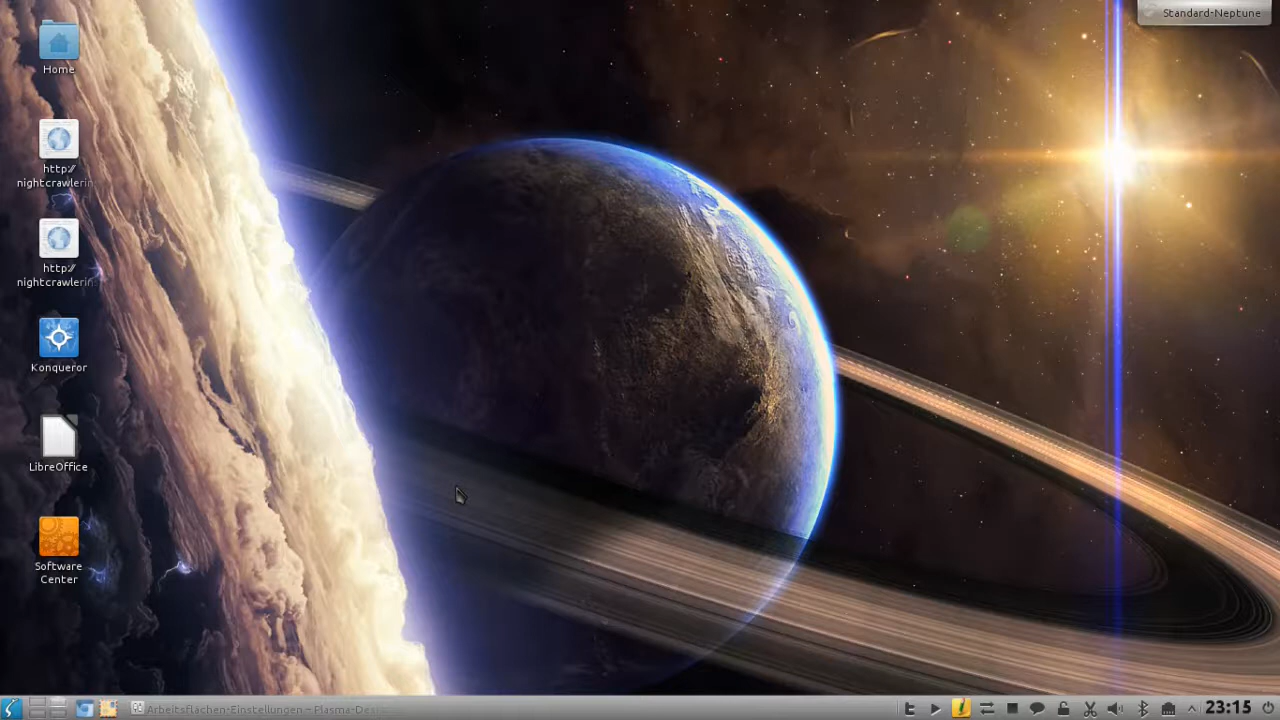 Standard-Neptune
Home
http://
nightcrawlerin
http://
nightcrawlerin
Konqueror
LibreOffice
Software
Center
Arbeitsflächen-Einstellungen – Plasma-Des
23:15